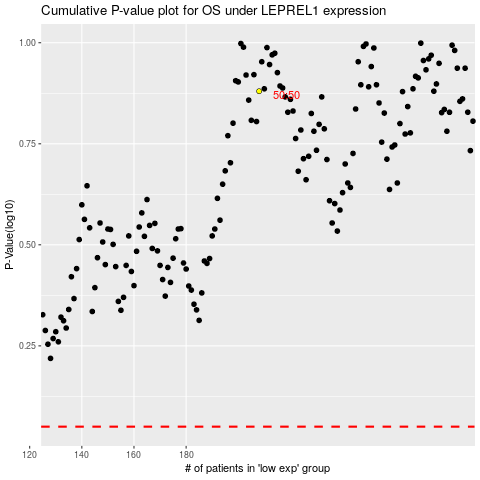 Cumulative P-value plot for OS under LEPREL1 expression
P-Value(log10)
1.00
0.75
0.50
0.25
50:50
120 140 160 180
# of patients in 'low exp' group